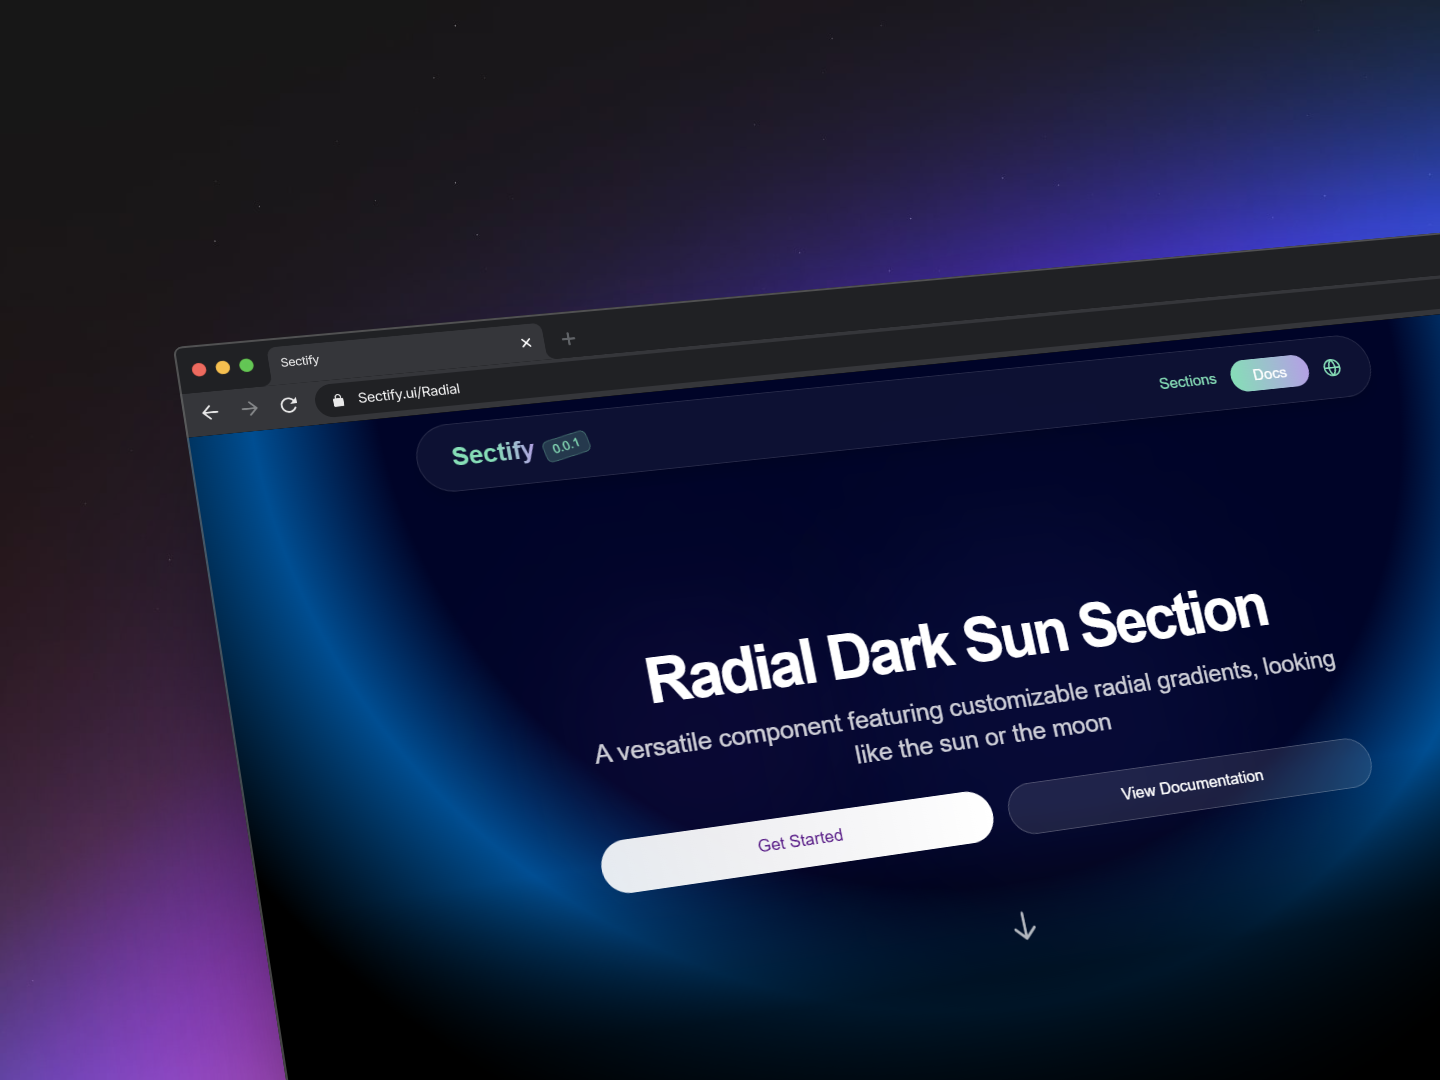 Sectify
Sectify.ui/Radial
Sectify 0.0.1
Sections
Docs
Radial Dark Sun Section
A versatile component featuring customizable radial gradients, looking
like the sun or the moon
Get Started
View Documentation